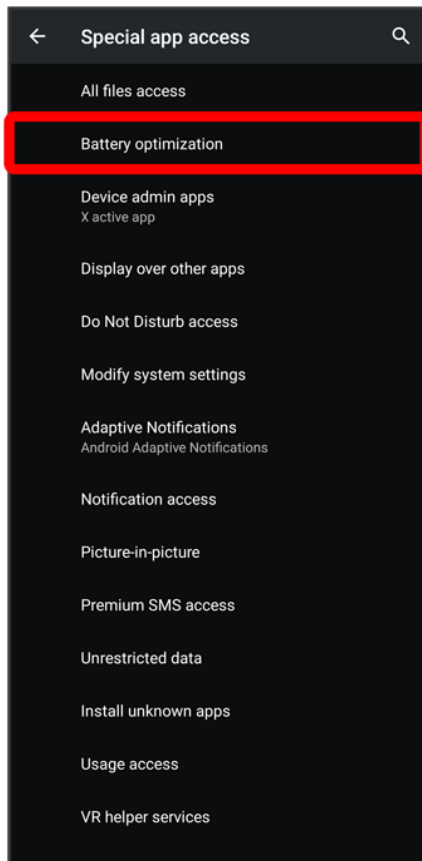 Special app access
All files access
Battery optimization
Device admin apps
X active app
Display over other apps
Do Not Disturb access
Modify system settings
Adaptive Notifications
Android Adaptive Notifications
Notification access
Picture-in-picture
Premium SMS access
Unrestricted data
Install unknown apps
Usage access
VR helper services